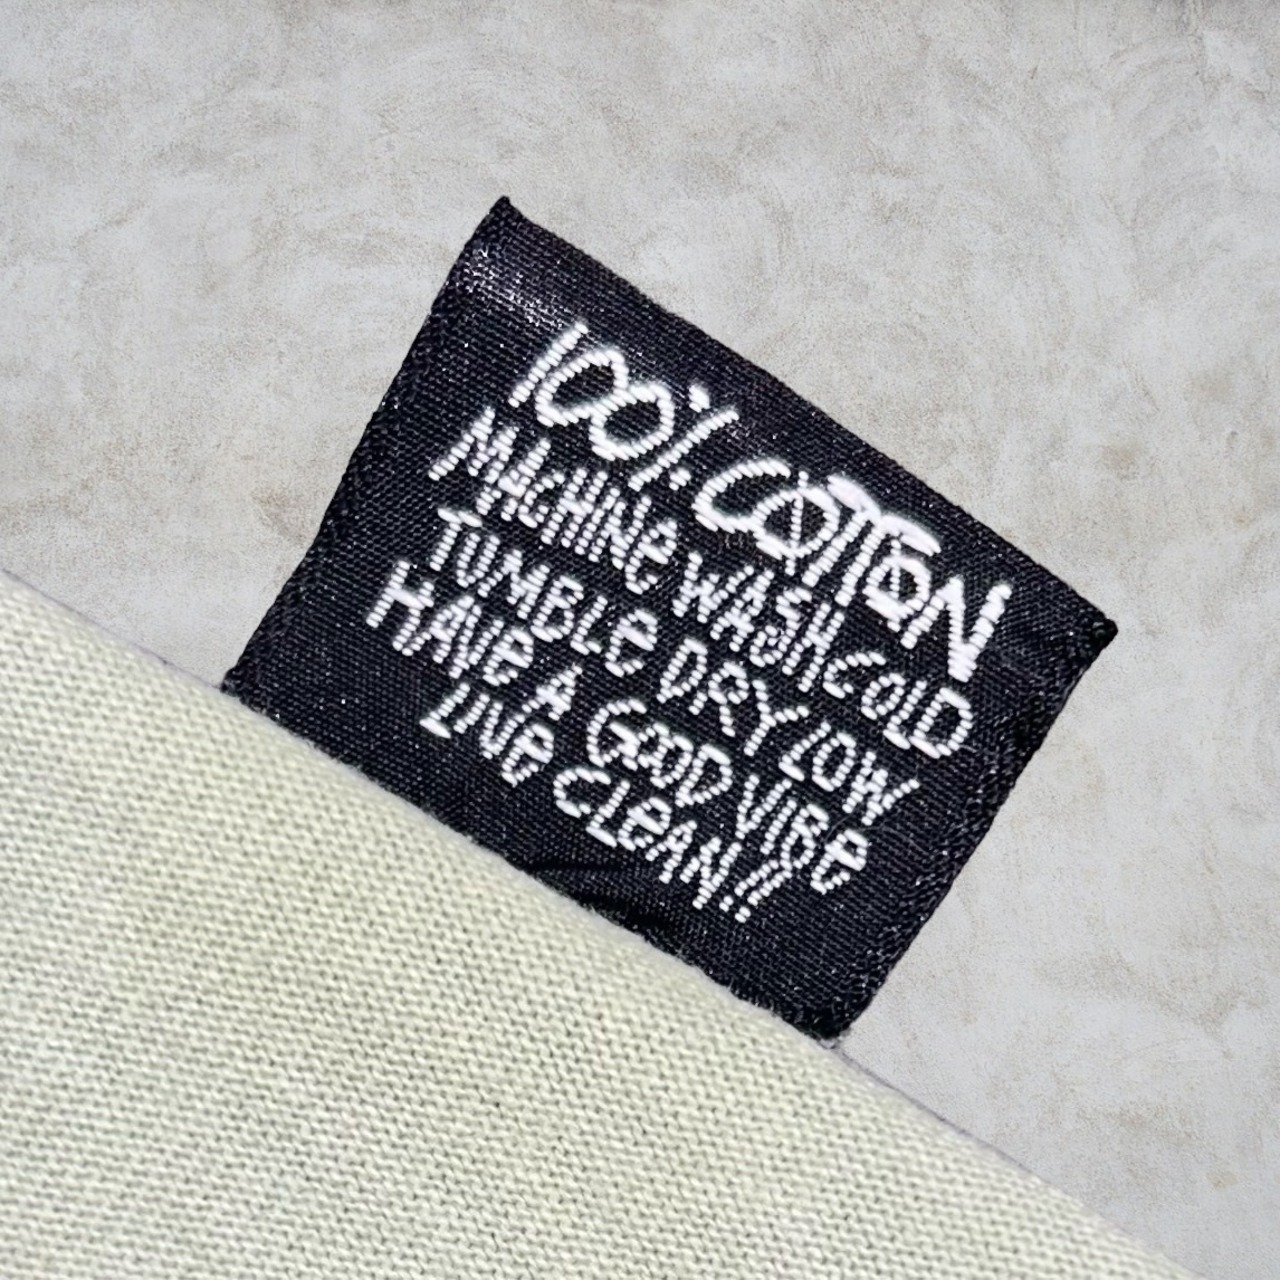 100% COTTON
MACHINe WASH cOLD
TUMBLe DRY LOW
HAVe A GOOD VIBe
LIVe CLeAN!!